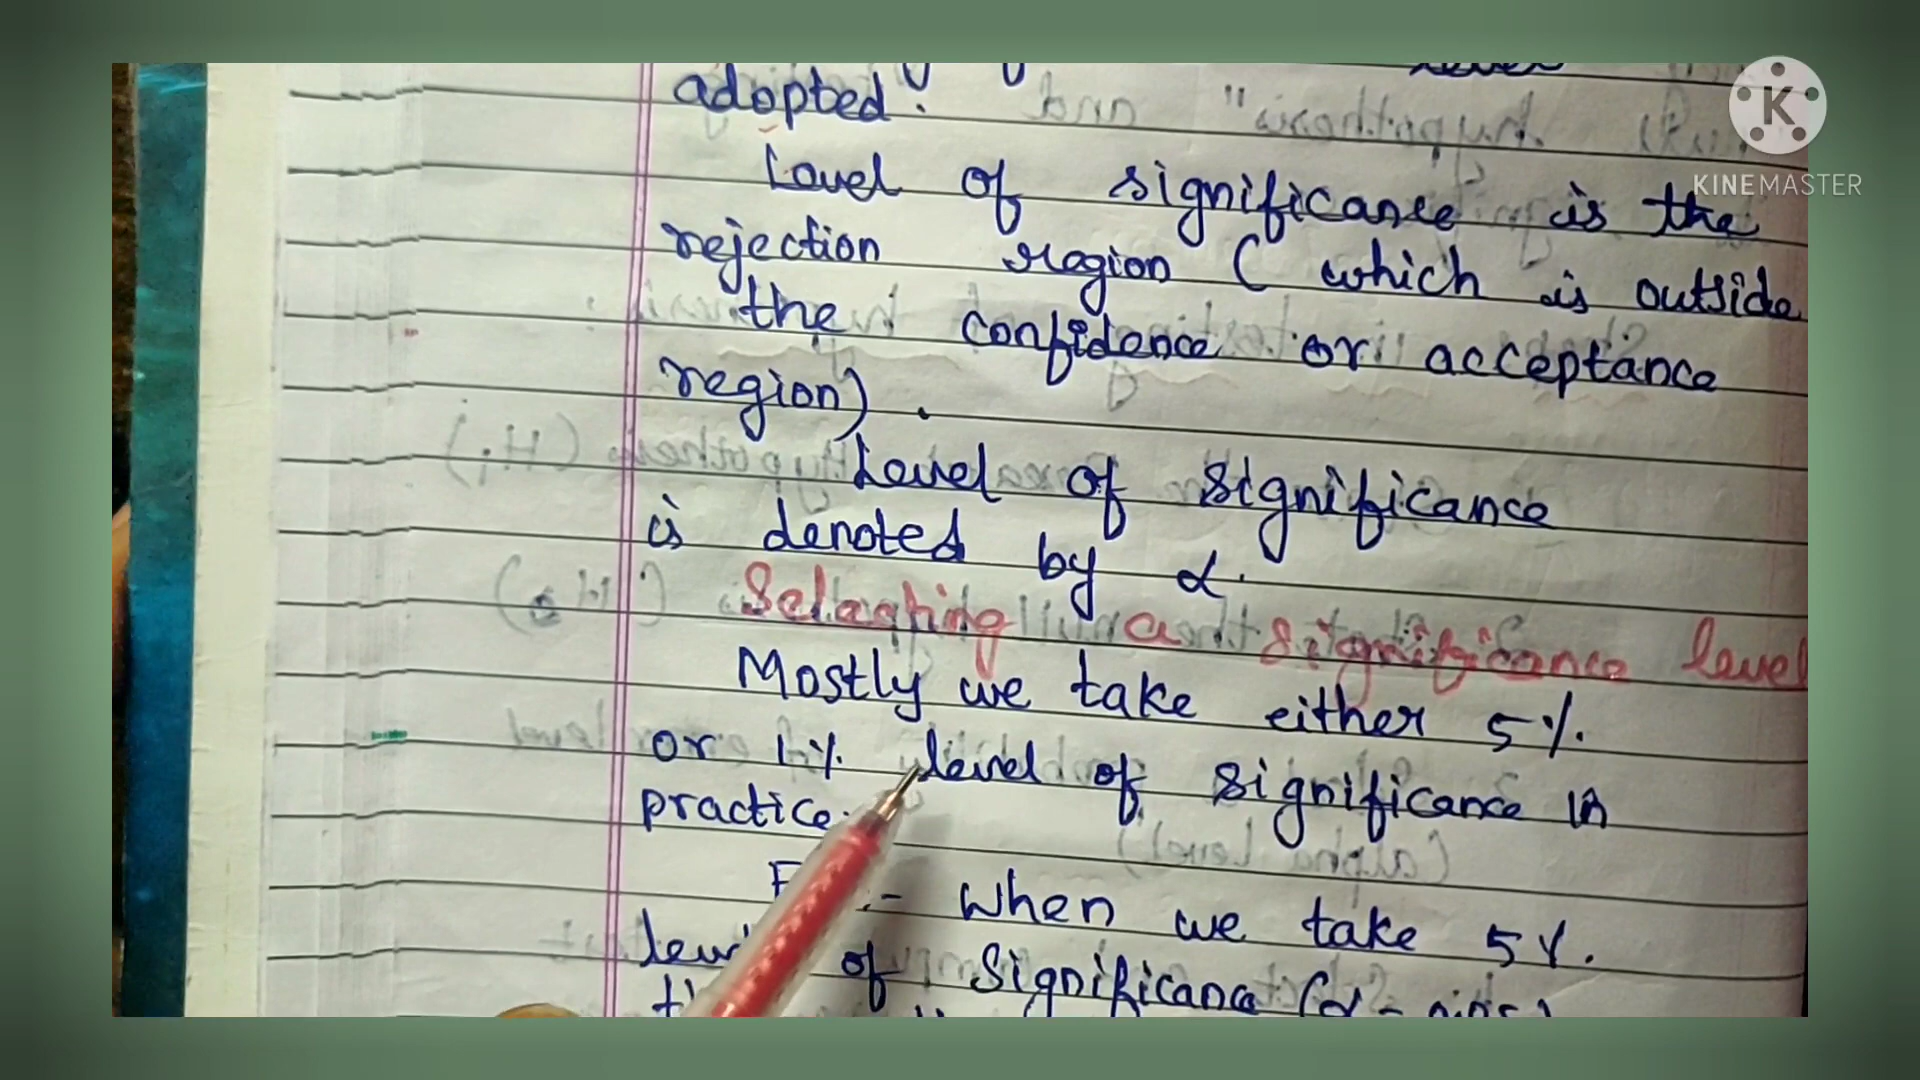 adopted.
Level of significance is the
rejection region ( which is outside
the confidence or acceptance
region) .
Level of significance
is denoted by α.
Selecting a significance level
Mostly we take either 5%.
or 1% level of significance in
practice.
:- When we take 5%.
of Significance (α =
KINEMASTER